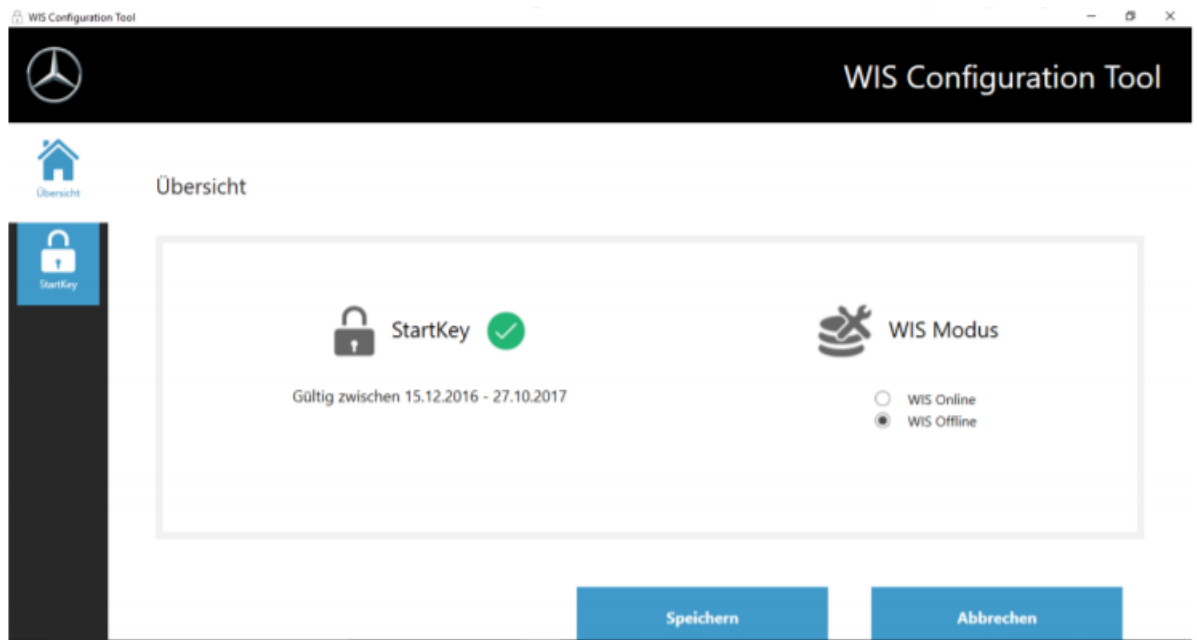 WIS Configuration Tool
WIS Configuration Tool
Übersicht
Übersicht
StartKey
StartKey
Gültig zwischen 15.12.2016 - 27.10.2017
WIS Modus
WIS Online
WIS Offline
Speichern
Abbrechen